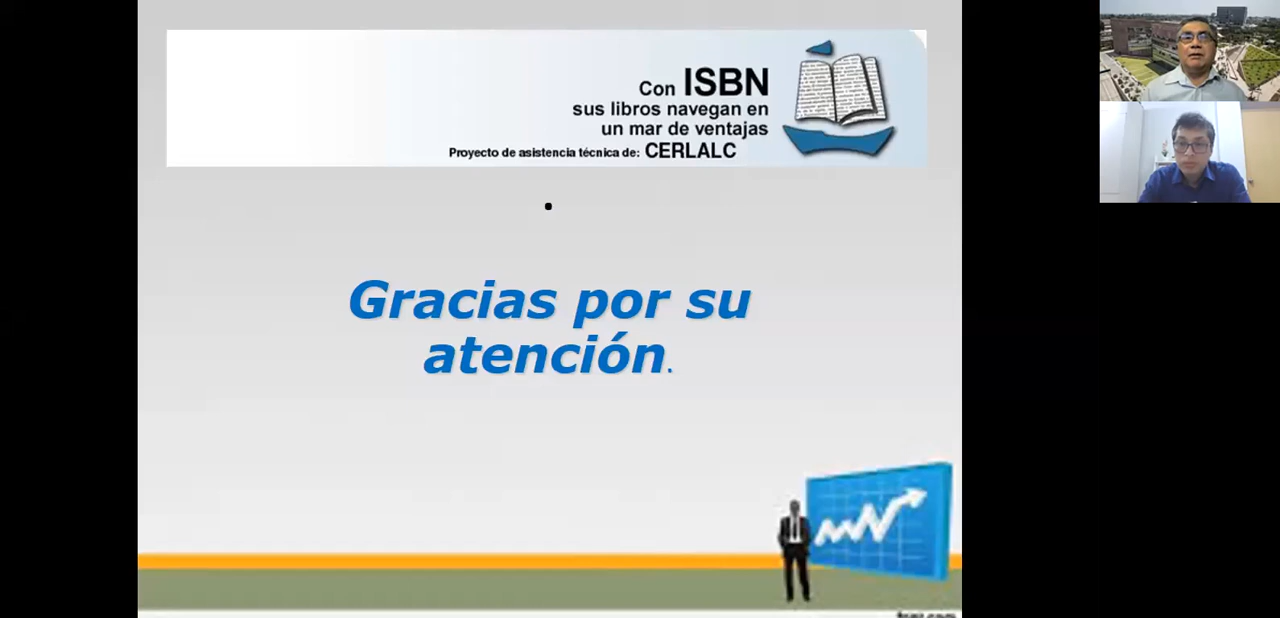 Con ISBN
sus libros navegan en
un mar de ventajas
Proyecto de asistencia técnica de: CERLALC
.
Gracias por su
atención.